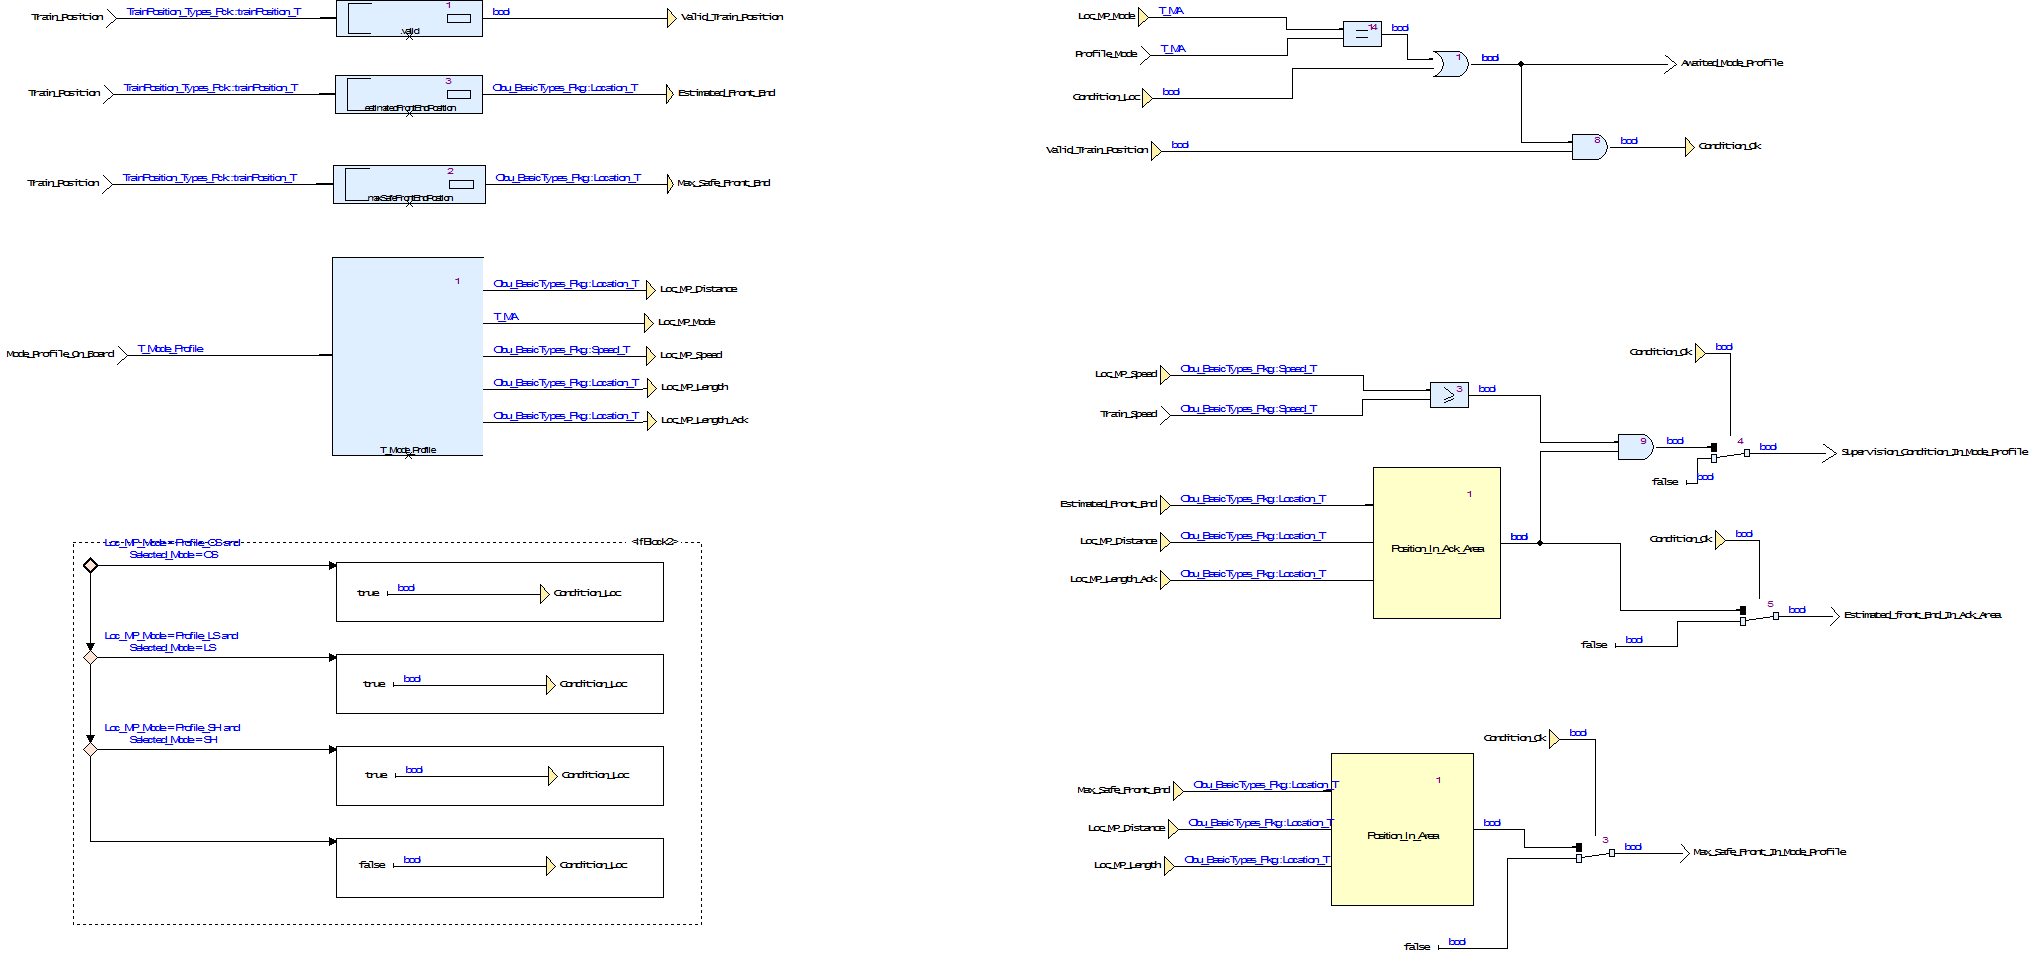 Train_Position
TrainPosition_Types_Pck::trainPosition_T
1
.valid
bool
Valid_Train_Position
Train_Position
TrainPosition_Types_Pck::trainPosition_T
3
.estimatedFrontEndPosition
Obu_BasicTypes_Pkg::Location_T
Estimated_Front_End
Train_Position
TrainPosition_Types_Pck::trainPosition_T
2
.maxSafeFrontEndPosition
Obu_BasicTypes_Pkg::Location_T
Max_Safe_Front_End
Mode_Profile_On_Board
T_Mode_Profile
1
T_Mode_Profile
Obu_BasicTypes_Pkg::Location_T
Loc_MP_Distance
T_MA
Loc_MP_Mode
Obu_BasicTypes_Pkg::Speed_T
Loc_MP_Speed
Obu_BasicTypes_Pkg::Location_T
Loc_MP_Length
Obu_BasicTypes_Pkg::Location_T
Loc_MP_Length_Ack
<IfBlock2>
Loc_MP_Mode = Profile_OS and
Selected_Mode = OS
true
bool
Condition_Loc
Loc_MP_Mode = Profile_LS and
Selected_Mode = LS
true
bool
Condition_Loc
Loc_MP_Mode = Profile_SH and
Selected_Mode = SH
true
bool
Condition_Loc
false
bool
Condition_Loc
Loc_MP_Mode
T_MA
Profile_Mode
T_MA
=
14
bool
Condition_Loc
bool
1
bool
Awaited_Mode_Profile
Valid_Train_Position
bool
8
bool
Condition_Ok
Condition_Ok
bool
Loc_MP_Speed
Obu_BasicTypes_Pkg::Speed_T
Train_Speed
Obu_BasicTypes_Pkg::Speed_T
≥
3
bool
9
bool
4
bool
Supervision_Condition_In_Mode_Profile
false
bool
Estimated_Front_End
Obu_BasicTypes_Pkg::Location_T
Loc_MP_Distance
Obu_BasicTypes_Pkg::Location_T
Loc_MP_Length_Ack
Obu_BasicTypes_Pkg::Location_T
1
Position_In_Ack_Area
bool
Condition_Ok
bool
5
bool
Estimated_front_End_In_Ack_Area
false
bool
Condition_Ok
bool
Max_Safe_Front_End
Obu_BasicTypes_Pkg::Location_T
Loc_MP_Distance
Obu_BasicTypes_Pkg::Location_T
Loc_MP_Length
Obu_BasicTypes_Pkg::Location_T
1
Position_In_Area
bool
3
bool
Max_Safe_Front_In_Mode_Profile
false
bool